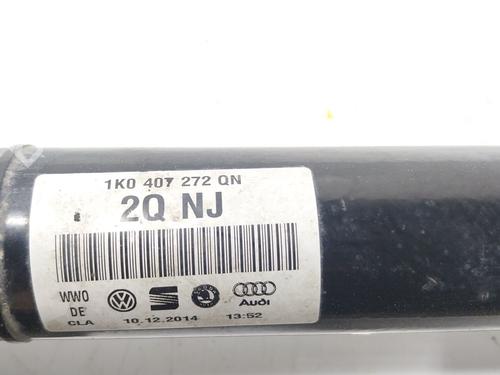 1K0 407 272 QN
2Q NJ
WWO
DE
CLA
Audi
10.12.2014 13:52